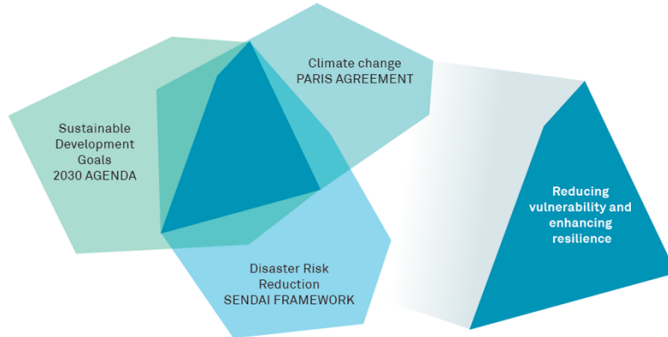 Climate change
PARIS AGREEMENT
Sustainable
Development
Goals
2030 AGENDA
Reducing
vulnerability and
enhancing
resilience
Disaster Risk
Reduction
SENDAI FRAMEWORK